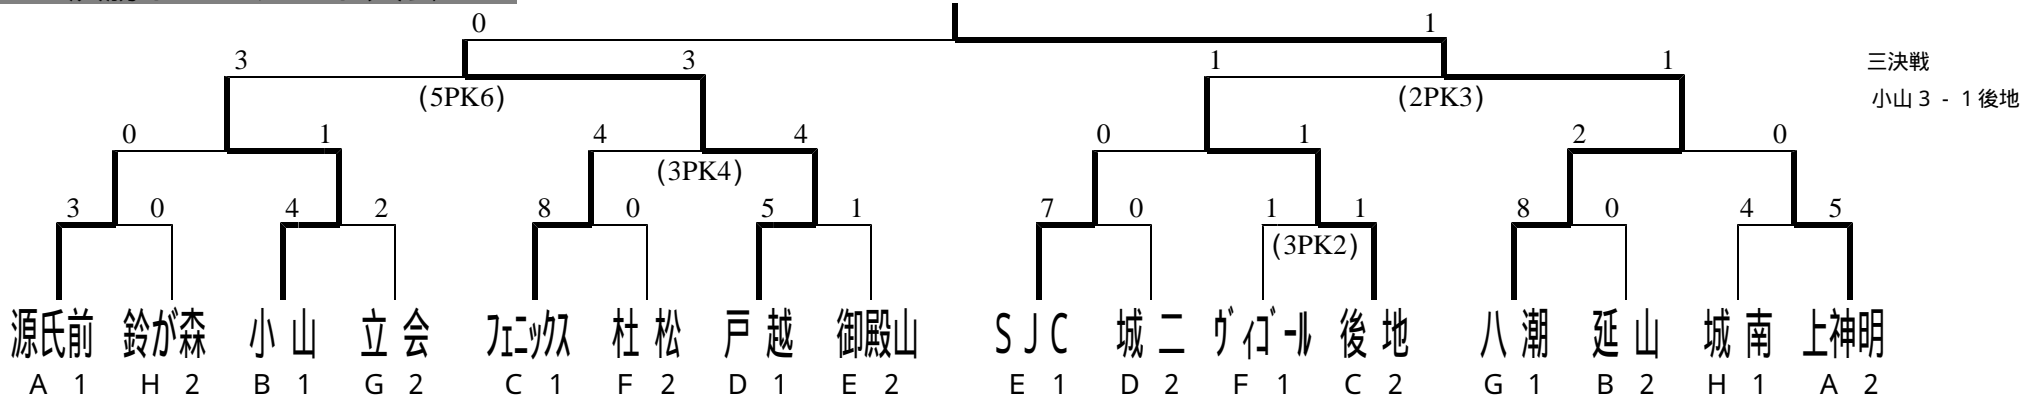 0 1
3 3 1 1 三決戦
(5PK6) (2PK3) 小山 3 - 1 後地
0 1 4 4 0 1 2 0
(3PK4)
3 0 4 2 8 0 5 1 7 0 1 1 8 0 4 5
(3PK2)
源氏前 鈴が森 小山 立会 フェニックス 杜松 戸越 御殿山 SJC 城二 ヴィゴール 後地 八潮 延山 城南 上神明
A 1 H 2 B 1 G 2 C 1 F 2 D 1 E 2 E 1 D 2 F 1 C 2 G 1 B 2 H 1 A 2